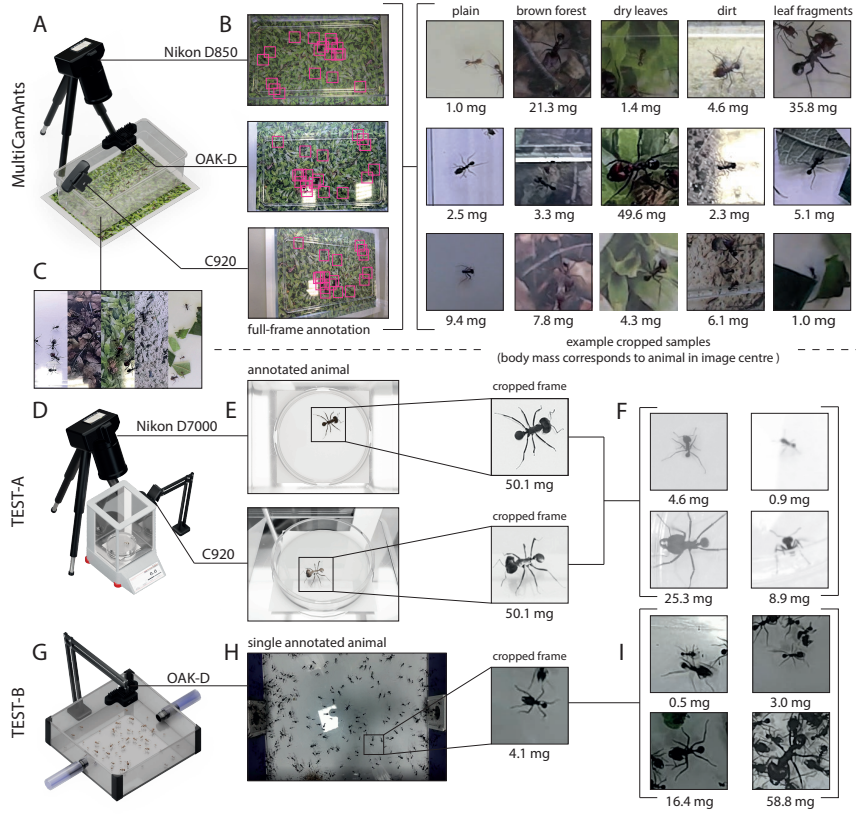 A
B
plain
brown forest
dry leaves
dirt
leaf fragments
Nikon D850
1.0 mg
21.3 mg
1.4 mg
4.6 mg
35.8 mg
MultiCamAnts
OAK-D
2.5 mg
3.3 mg
49.6 mg
2.3 mg
5.1 mg
C920
C
full-frame annotation
9.4 mg
7.8 mg
4.3 mg
6.1 mg
1.0 mg
example cropped samples
(body mass corresponds to animal in image centre )
annotated animal
D
E
cropped frame
F
Nikon D7000
50.1 mg
4.6 mg
0.9 mg
TEST-A
cropped frame
C920
50.1 mg
25.3 mg
8.9 mg
G
H
single annotated animal
cropped frame
I
OAK-D
0.5 mg
3.0 mg
TEST-B
4.1 mg
16.4 mg
58.8 mg